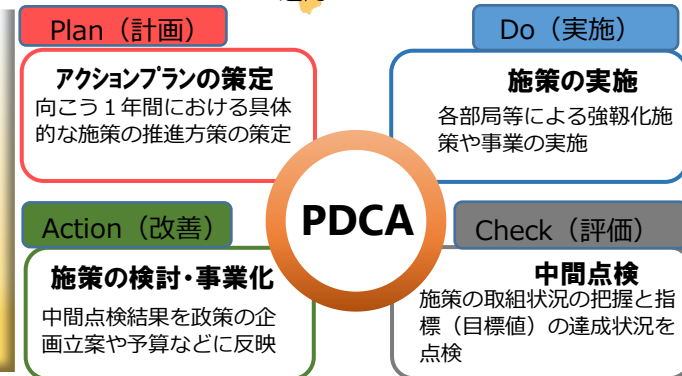 Plan（計画）
アクションプランの策定
向こう１年間における具体
的な施策の推進方策の策定
Do（実施）
施策の実施
各部局等による強靱化施
策や事業の実施
PDCA
Action（改善）
施策の検討・事業化
中間点検結果を政策の企
画立案や予算などに反映
Check（評価）
中間点検
施策の取組状況の把握と指
標（目標値）の達成状況を
点検